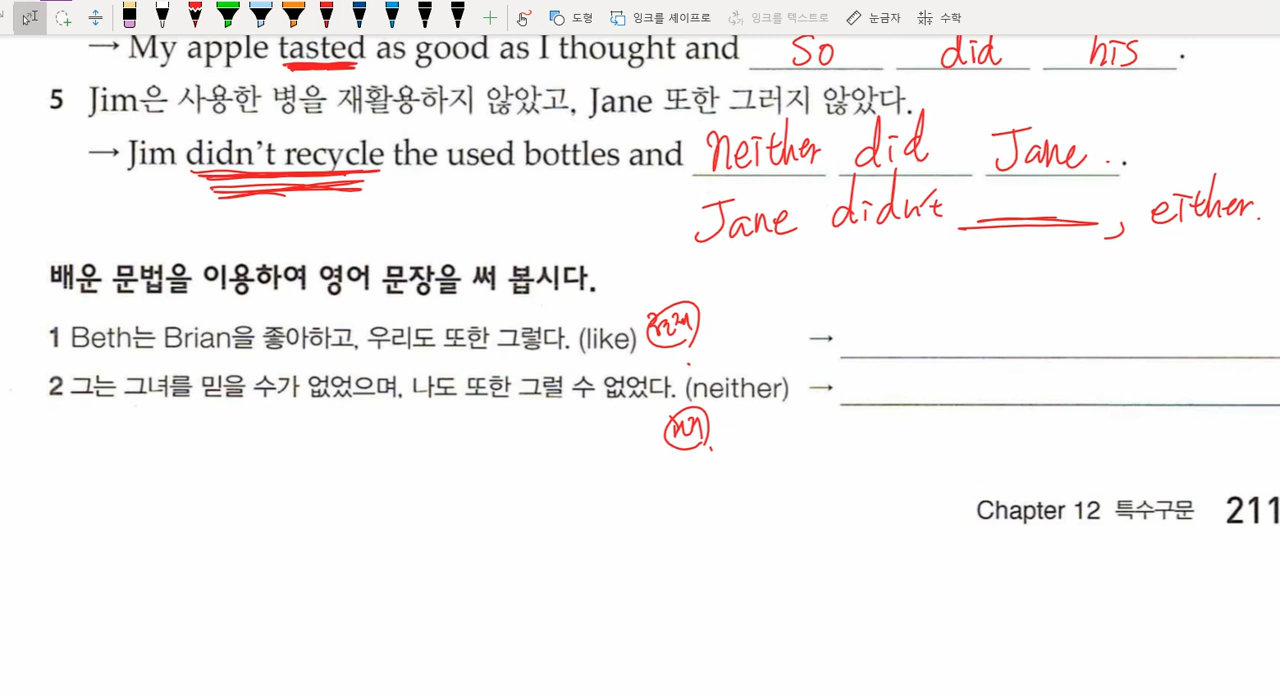 도형 잉크를 셰이프로 잉크를 텍스트로 눈금자 수학
→ My apple tasted as good as I thought and so did his .
5 Jim은 사용한 병을 재활용하지 않았고, Jane 또한 그러지 않았다.
→ Jim didn't recycle the used bottles and neither did Jane ..
Jane didn't , either.
배운 문법을 이용하여 영어 문장을 써 봅시다.
1 Beth는 Brian을 좋아하고, 우리도 또한 그렇다. (like) →
2 그는 그녀를 믿을 수가 없었으며, 나도 또한 그럴 수 없었다. (neither) →
Chapter 12 특수구문 211